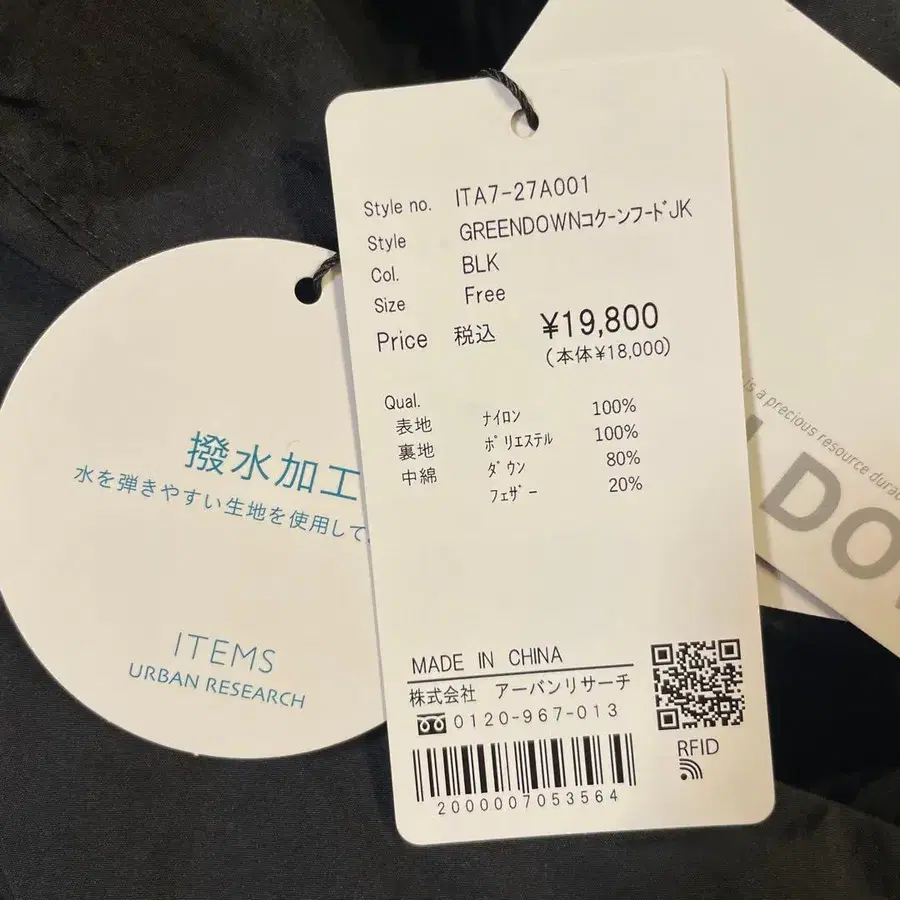 Style no. ITA7-27A001
Style GREENDOWNコクーンフードJK
Col. BLK
Size Free
Price 税込 ¥19,800
(本体¥18,000)
Qual.
表地 ナイロン 100%
裏地 ポリエステル 100%
中綿 ダウン 80%
フェザー 20%
MADE IN CHINA
株式会社 アーバンリサーチ
0120-967-013
2000007053564
RFID
撥水加工
水を弾きやすい生地を使用して
ITEMS
URBAN RESEARCH
is a precious resource
DO